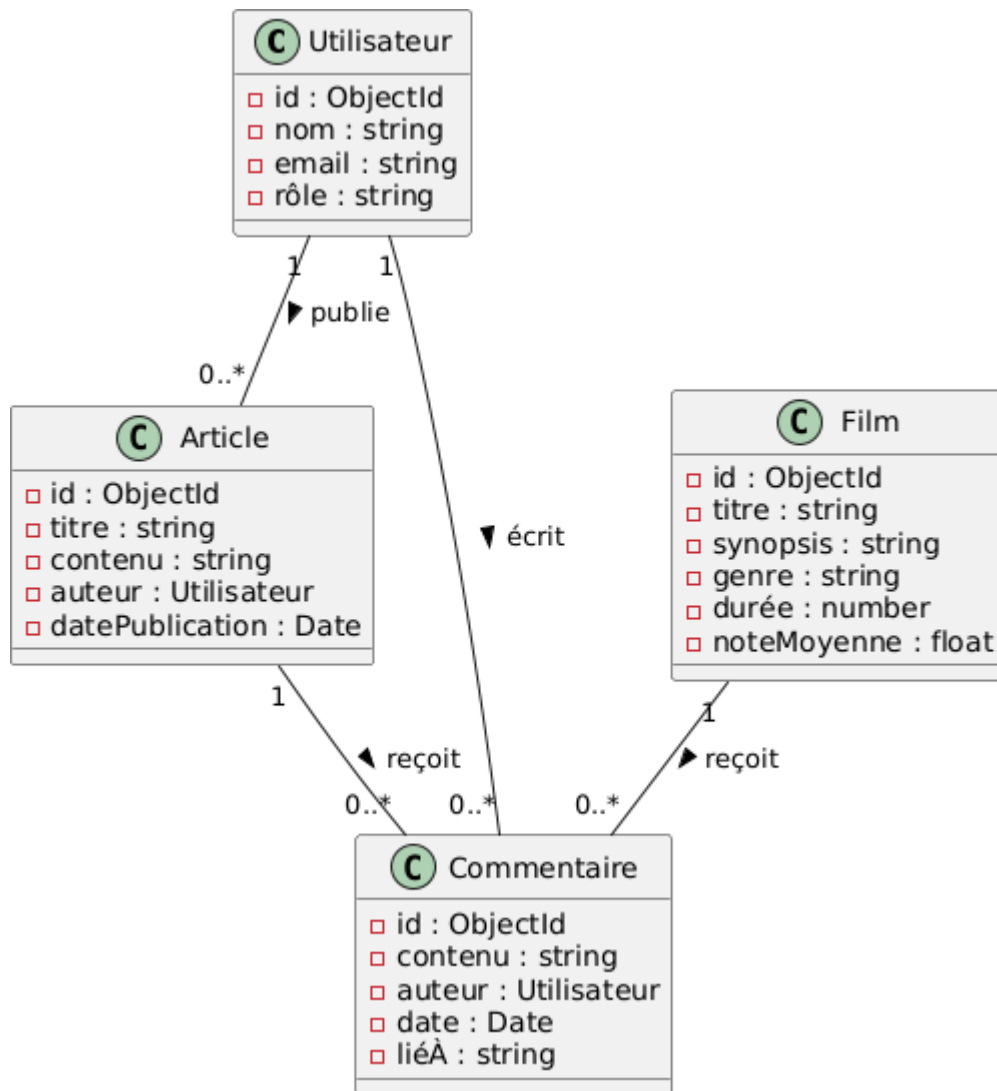 C Utilisateur
id : ObjectId
nom : string
email : string
rôle : string
1
1
publie
0..*
C Article
id : ObjectId
titre : string
contenu : string
auteur : Utilisateur
datePublication : Date
C Film
id : ObjectId
titre : string
synopsis : string
genre : string
durée : number
noteMoyenne : float
écrit
1
1
reçoit
reçoit
0..*
0..*
0..*
C Commentaire
id : ObjectId
contenu : string
auteur : Utilisateur
date : Date
liéÀ : string